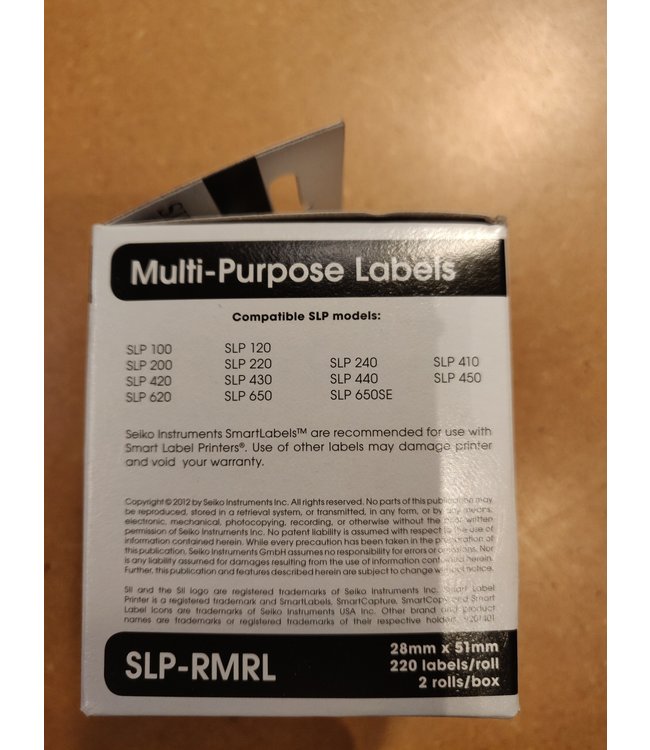 Multi-Purpose Labels
Compatible SLP models:
SLP 100 SLP 120
SLP 200 SLP 220 SLP 240 SLP 410
SLP 420 SLP 430 SLP 440 SLP 450
SLP 620 SLP 650 SLP 650SE
Seiko Instruments SmartLabels™ are recommended for use with
Smart Label Printers®. Use of other labels may damage printer
and void your warranty.
Copyright © 2012 by Seiko Instruments Inc. All rights reserved. No parts of this publication may
be reproduced, stored in a retrieval system, or transmitted, in any form, or by any means,
electronic, mechanical, photocopying, recording, or otherwise without the prior written
permission of Seiko Instruments Inc. No patent liability is assumed with respect to the use of
information contained herein. While every precaution has been taken in the preparation of
this publication, Seiko Instruments GmbH assumes no responsibility for errors or omissions. Nor
is any liability assumed for damages resulting from the use of information contained herein.
Further, this publication and features described herein are subject to change without notice.
SII and the SII logo are registered trademarks of Seiko Instruments Inc. Smart Label
Printer is a registered trademark and SmartLabels, SmartCapture, SmartCopy and Smart
Label Icons are trademarks of Seiko Instruments USA Inc. Other brand and product
names are trademarks or registered trademarks of their respective holders.
SLP-RMRL
28mm x 51mm
220 labels/roll
2 rolls/box